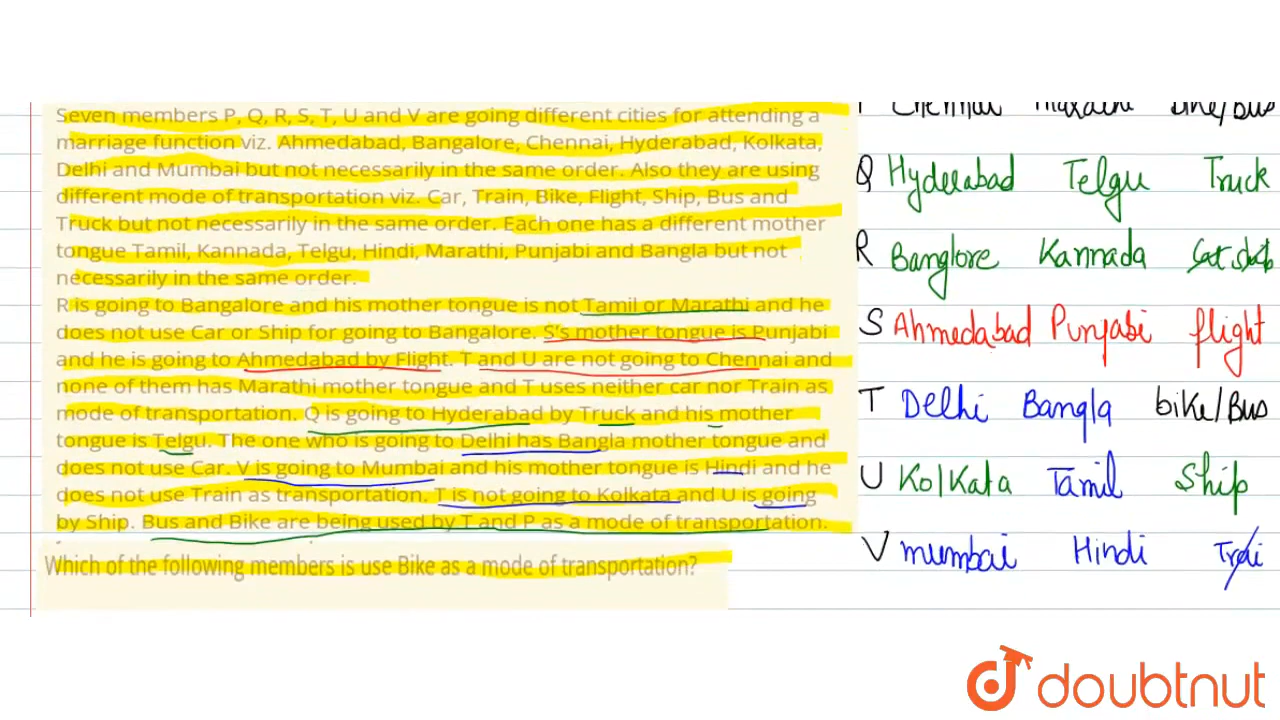 Seven members P, Q, R, S, T, U and V are going different cities for attending a
marriage function viz. Ahmedabad, Bangalore, Chennai, Hyderabad, Kolkata,
Delhi and Mumbai but not necessarily in the same order. Also they are using
different mode of transportation viz. Car, Train, Bike, Flight, Ship, Bus and
Truck but not necessarily in the same order. Each one has a different mother
tongue Tamil, Kannada, Telgu, Hindi, Marathi, Punjabi and Bangla but not
necessarily in the same order.
R is going to Bangalore and his mother tongue is not Tamil or Marathi and he
does not use Car or Ship for going to Bangalore. S's mother tongue is Punjabi
and he is going to Ahmedabad by Flight. T and U are not going to Chennai and
none of them has Marathi mother tongue and T uses neither car nor Train as
mode of transportation. Q is going to Hyderabad by Truck and his mother
tongue is Telgu. The one who is going to Delhi has Bangla mother tongue and
does not use Car. V is going to Mumbai and his mother tongue is Hindi and he
does not use Train as transportation. T is not going to Kolkata and U is going
by Ship. Bus and Bike are being used by T and P as a mode of transportation.
Which of the following members is use Bike as a mode of transportation?
Chennai Marathi bike/Bus
Q Hyderabad Telgu Truck
R Banglore Kannada
S Ahmedabad Punjabi flight
T Delhi Bangla bike/Bus
U Kolkata Tamil Ship
V mumbai Hindi Trai
doubtnut